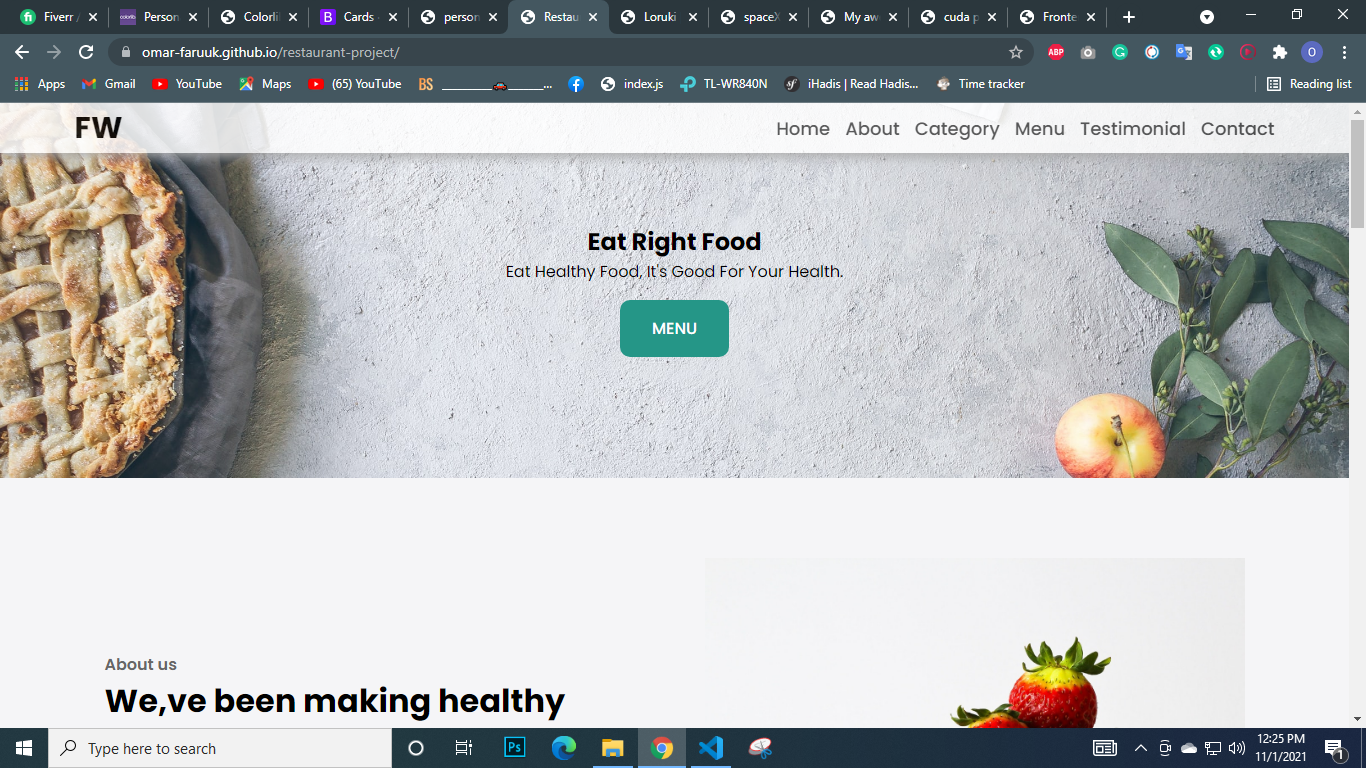 Fiverr / Person Colorli Cards - person Restau Loruki spaceX My aw cuda p Fronte
omar-faruuk.github.io/restaurant-project/
ABP
O
Apps Gmail YouTube Maps (65) YouTube BS index.js TL-WR840N iHadis | Read Hadis... Time tracker Reading list
FW Home About Category Menu Testimonial Contact
Eat Right Food
Eat Healthy Food, It's Good For Your Health.
MENU
About us
We,ve been making healthy
Type here to search
Ps
12:25 PM
11/1/2021
1